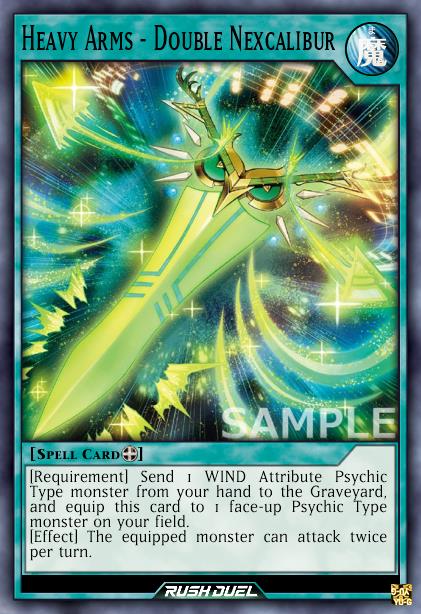 Heavy Arms - Double Nexcalibur
ま
魔
SAMPLE
[Spell Card]
[Requirement] Send 1 WIND Attribute Psychic
Type monster from your hand to the Graveyard,
and equip this card to 1 face-up Psychic Type
monster on your field.
[Effect] The equipped monster can attack twice
per turn.
RUSH DUEL